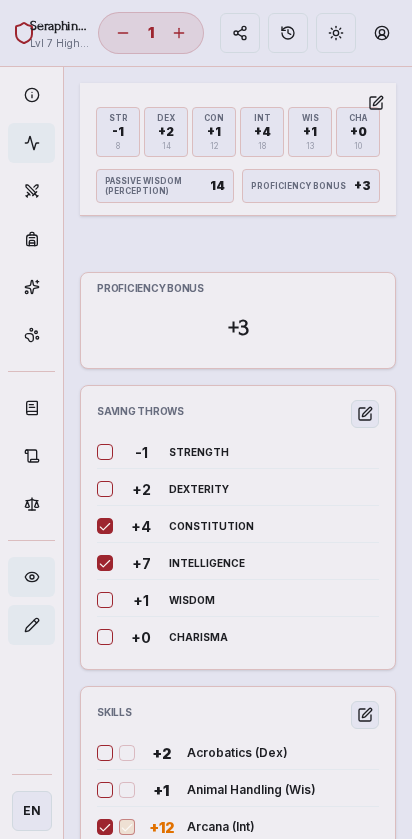 Seraphin...
Lvl 7 High...
1
STR
-1
8
DEX
+2
14
CON
+1
12
INT
+4
18
WIS
+1
13
CHA
+0
10
PASSIVE WISDOM
(PERCEPTION)
14
PROFICIENCY BONUS +3
PROFICIENCY BONUS
+3
SAVING THROWS
-1 STRENGTH
+2 DEXTERITY
+4 CONSTITUTION
+7 INTELLIGENCE
+1 WISDOM
+0 CHARISMA
SKILLS
+2 Acrobatics (Dex)
+1 Animal Handling (Wis)
+12 Arcana (Int)
EN